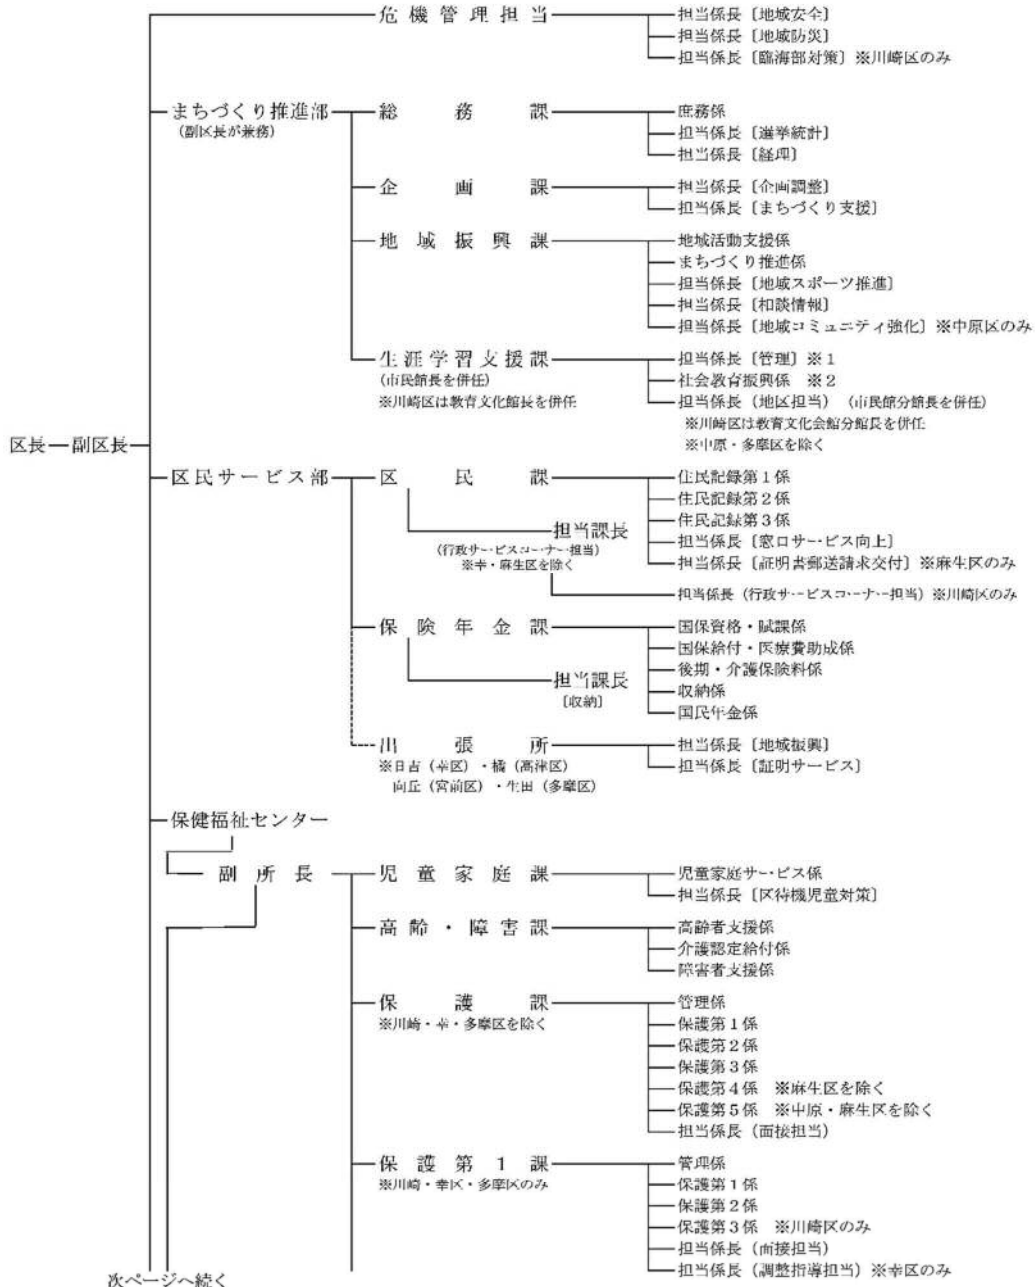 危機管理担当
担当係長〔地域安全〕
担当係長〔地域防災〕
担当係長〔臨海部対策〕※川崎区のみ
まちづくり推進部
(副区長が兼務)
総務課
庶務係
担当係長〔選挙統計〕
担当係長〔経理〕
企画課
担当係長〔企画調整〕
担当係長〔まちづくり支援〕
地域振興課
地域活動支援係
まちづくり推進係
担当係長〔地域スポーツ推進〕
担当係長〔相談情報〕
担当係長〔地域コミュニティ強化〕※中原区のみ
生涯学習支援課
(市民館長を併任)
※川崎区は教育文化館長を併任
担当係長〔管理〕※1
社会教育振興係 ※2
担当係長(地区担当)(市民館分館長を併任)
※川崎区は教育文化会館分館長を併任
※中原・多摩区を除く
区長
副区長
区民サービス部
区民課
住民記録第1係
住民記録第2係
住民記録第3係
担当係長〔窓口サービス向上〕
担当係長〔証明書郵送請求交付〕※麻生区のみ
担当課長
(行政サービスコーナー担当)
※幸・麻生区を除く
担当係長(行政サービスコーナー担当)※川崎区のみ
保険年金課
国保資格・賦課係
国保給付・医療費助成係
後期・介護保険料係
収納係
国民年金係
担当課長
〔収納〕
出張所
※日吉(幸区)・橘(高津区)
向丘(宮前区)・生田(多摩区)
担当係長〔地域振興〕
担当係長〔証明サービス〕
保健福祉センター
副所長
児童家庭課
児童家庭サービス係
担当係長〔区待機児童対策〕
高齢・障害課
高齢者支援係
介護認定給付係
障害者支援係
保護課
※川崎・幸・多摩区を除く
管理係
保護第1係
保護第2係
保護第3係
保護第4係 ※麻生区を除く
保護第5係 ※中原・麻生区を除く
担当係長(面接担当)
保護第1課
※川崎・幸区・多摩区のみ
管理係
保護第1係
保護第2係
保護第3係 ※川崎区のみ
担当係長(面接担当)
担当係長(調整指導担当)※幸区のみ
次ページへ続く